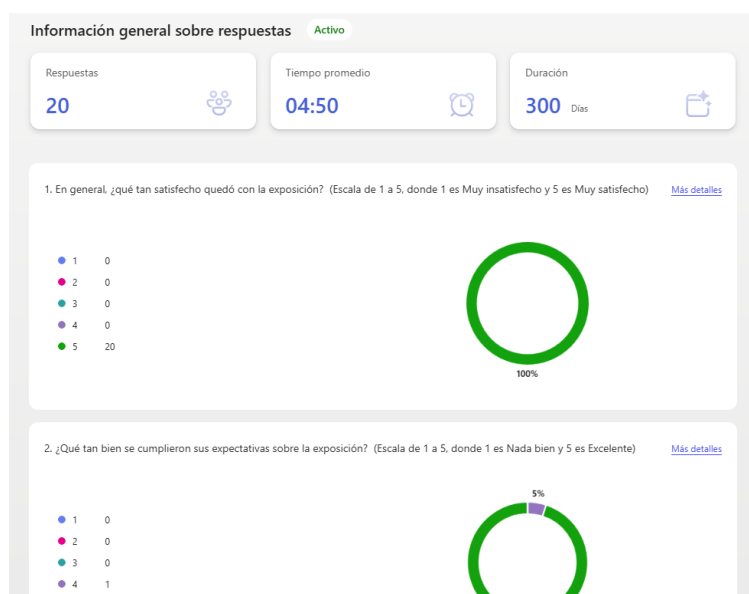 Información general sobre respuestas Activo
Respuestas
20
Tiempo promedio
04:50
Duración
300 Días
1. En general, ¿qué tan satisfecho quedó con la exposición? (Escala de 1 a 5, donde 1 es Muy insatisfecho y 5 es Muy satisfecho) Más detalles
1 0
2 0
3 0
4 0
5 20
100%
2. ¿Qué tan bien se cumplieron sus expectativas sobre la exposición? (Escala de 1 a 5, donde 1 es Nada bien y 5 es Excelente) Más detalles
5%
1 0
2 0
3 0
4 1